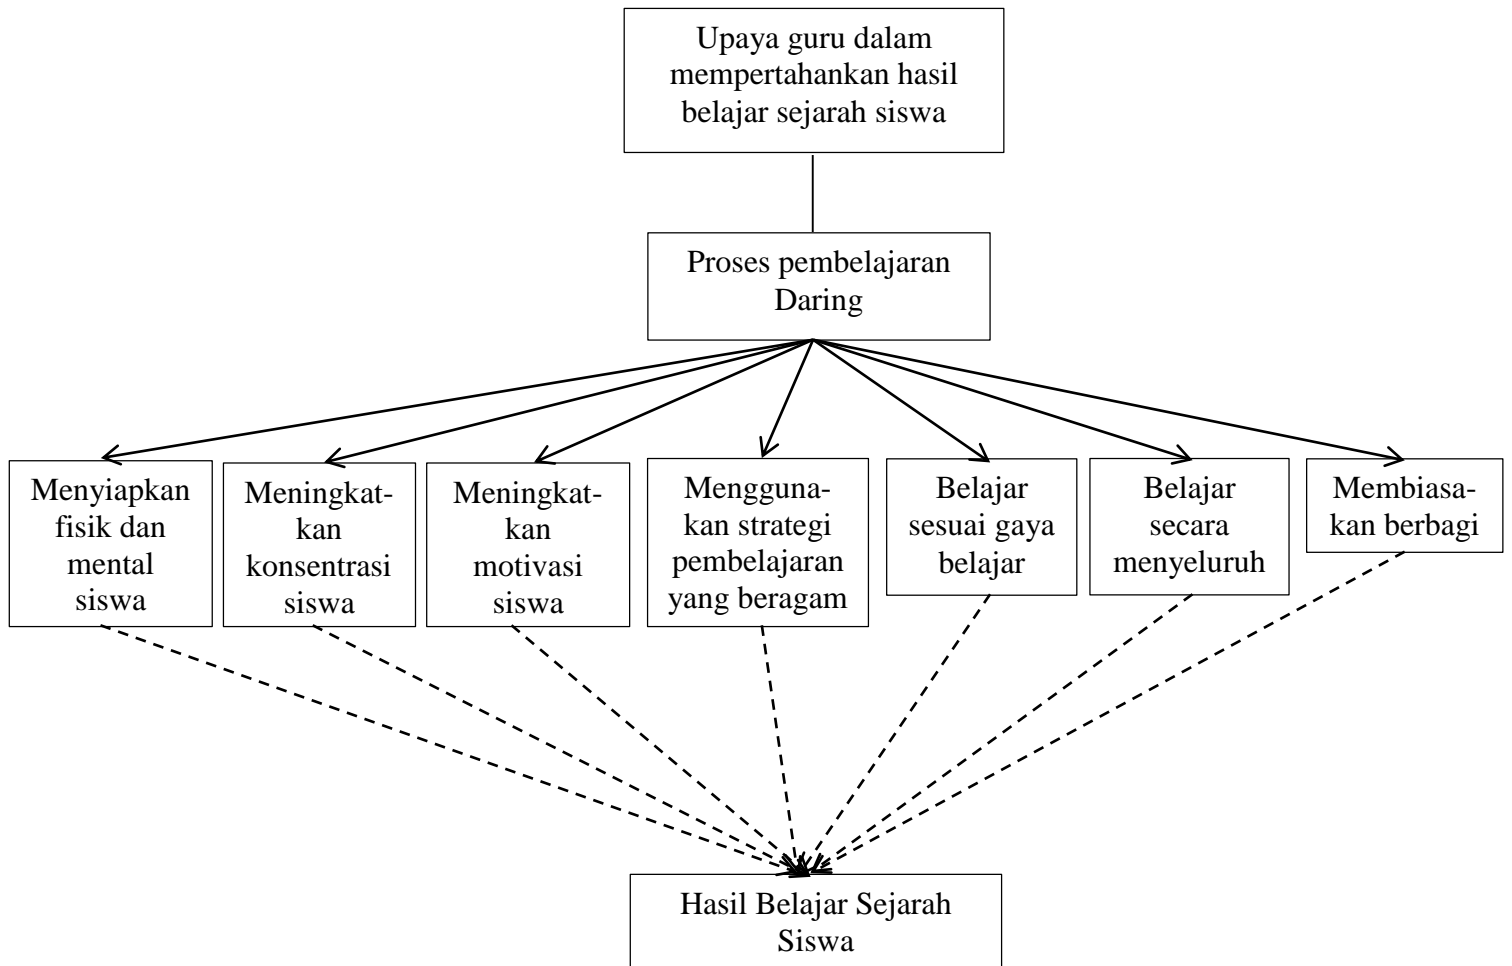 Upaya guru dalam
mempertahankan hasil
belajar sejarah siswa
Proses pembelajaran
Daring
Menyiapkan
fisik dan
mental
siswa
Meningkat-
kan
konsentrasi
siswa
Meningkat-
kan
motivasi
siswa
Mengguna-
kan strategi
pembelajaran
yang beragam
Belajar
sesuai gaya
belajar
Belajar
secara
menyeluruh
Membiasa-
kan berbagi
Hasil Belajar Sejarah
Siswa